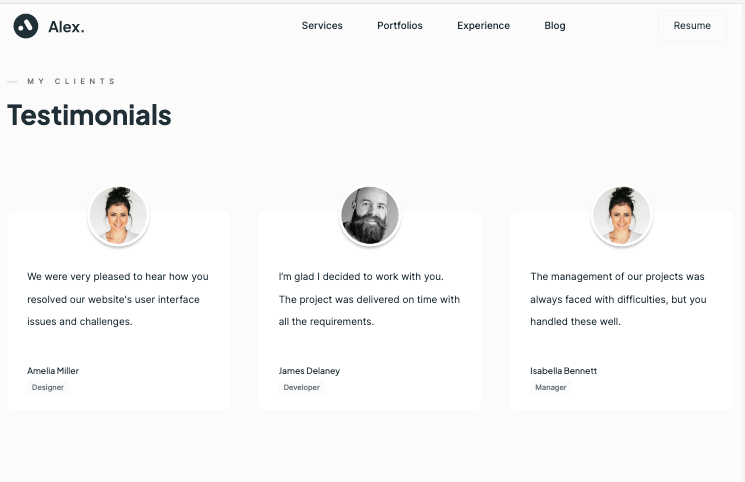 Alex.
Services Portfolios Experience Blog Resume
MY CLIENTS
Testimonials
We were very pleased to hear how you
resolved our website's user interface
issues and challenges.
Amelia Miller
Designer
I'm glad I decided to work with you.
The project was delivered on time with
all the requirements.
James Delaney
Developer
The management of our projects was
always faced with difficulties, but you
handled these well.
Isabella Bennett
Manager